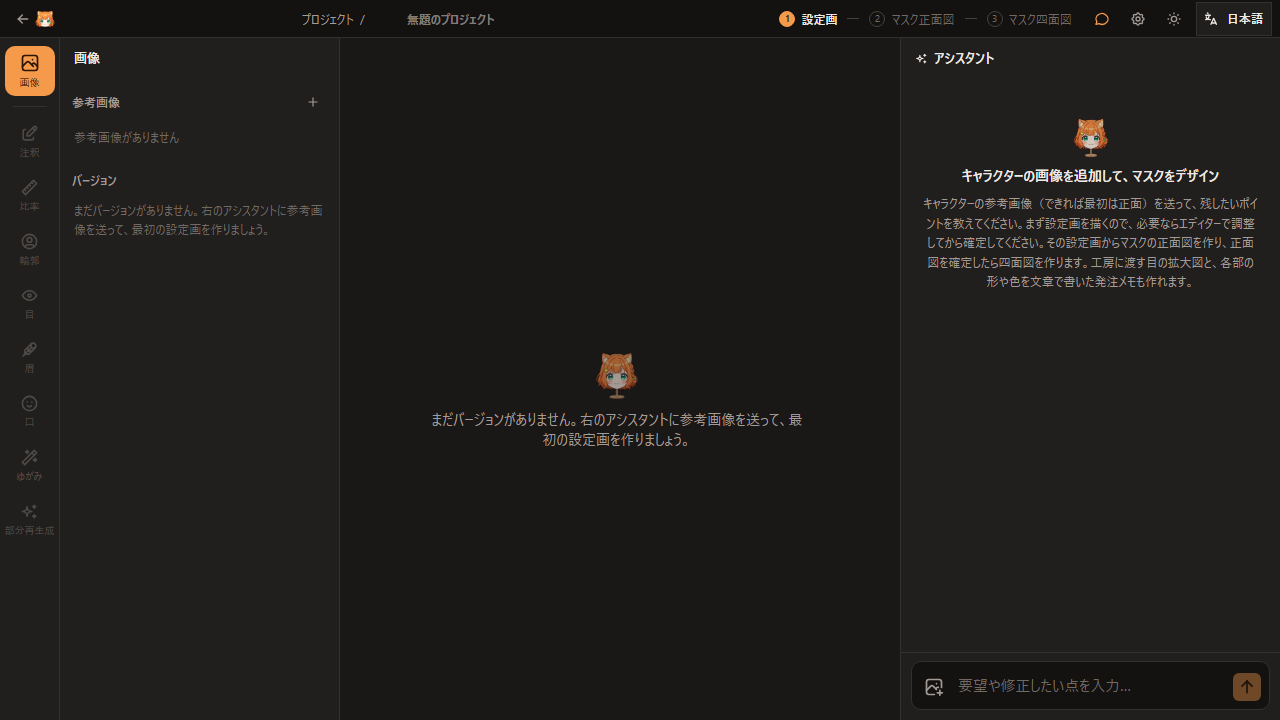 プロジェクト /
無題のプロジェクト
1 設定画
2 マスク正面図
3 マスク四面図
日本語
画像
注釈
比率
輪郭
目
眉
口
ゆがみ
部分再生成
画像
参考画像
参考画像がありません
バージョン
まだバージョンがありません。右のアシスタントに参考画
像を送って、最初の設定画を作りましょう。
まだバージョンがありません。右のアシスタントに参考画像を送って、最
初の設定画を作りましょう。
アシスタント
キャラクターの画像を追加して、マスクをデザイン
キャラクターの参考画像（できれば最初は正面）を送って、残したいポイ
ントを教えてください。まず設定画を描くので、必要ならエディターで調整
してから確定してください。その設定画からマスクの正面図を作り、正面
図を確定したら四面図を作ります。工房に渡す目の拡大図と、各部の
形や色を文章で書いた発注メモも作れます。
要望や修正したい点を入力...